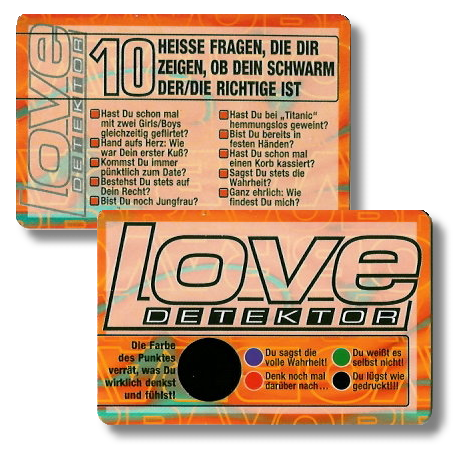 love
DETEKTOR
10 HEISSE FRAGEN, DIE DIR
ZEIGEN, OB DEIN SCHWARM
DER/DIE RICHTIGE IST
Hast Du schon mal
mit zwei Girls/Boys
gleichzeitig geflirtet?
Hand aufs Herz: Wie
war Dein erster Kuß?
Kommst Du immer
pünktlich zum Date?
Bestehst Du stets auf
Dein Recht?
Bist Du noch Jungfrau?
Hast Du bei „Titanic“
hemmungslos geweint?
Bist Du bereits in
festen Händen?
Hast Du schon mal
einen Korb kassiert?
Sagst Du stets die
Wahrheit?
Ganz ehrlich: Wie
findest Du mich?
love
DETEKTOR
Die Farbe
des Punktes
verrät, was Du
wirklich denkst
und fühlst!
Du sagst die
volle Wahrheit!
Denk noch mal
darüber nach...
Du weißt es
selbst nicht!
Du lügst wie
gedruckt!!!!